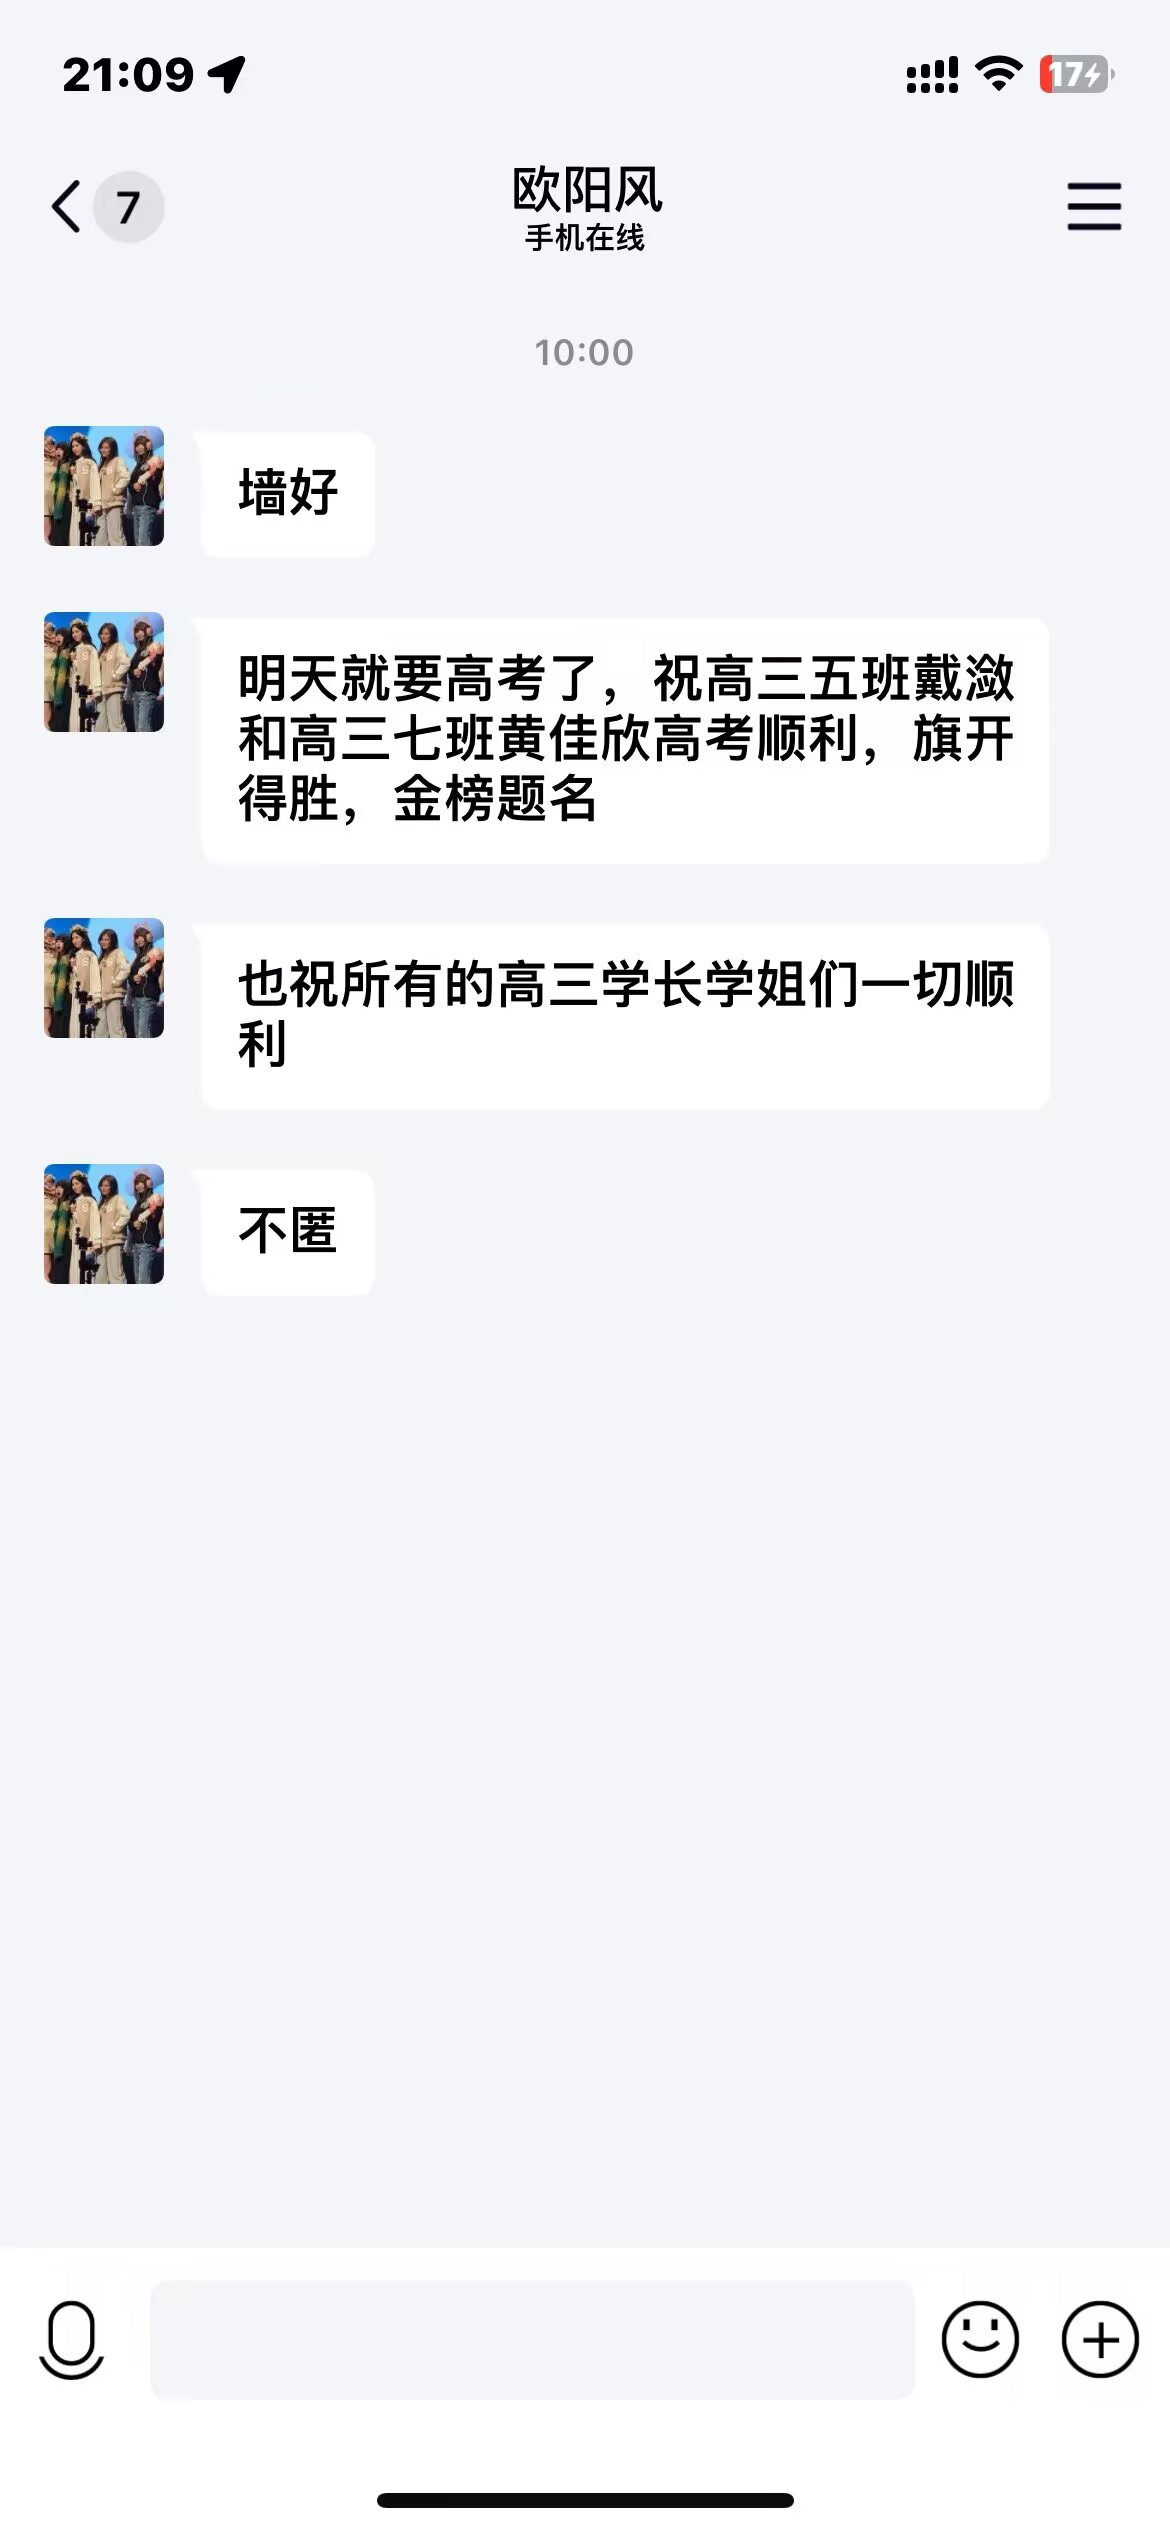 21:09
17
7
欧阳风
手机在线
10:00
墙好
明天就要高考了，祝高三五班戴潋
和高三七班黄佳欣高考顺利，旗开
得胜，金榜题名
也祝所有的高三学长学姐们一切顺
利
不匿